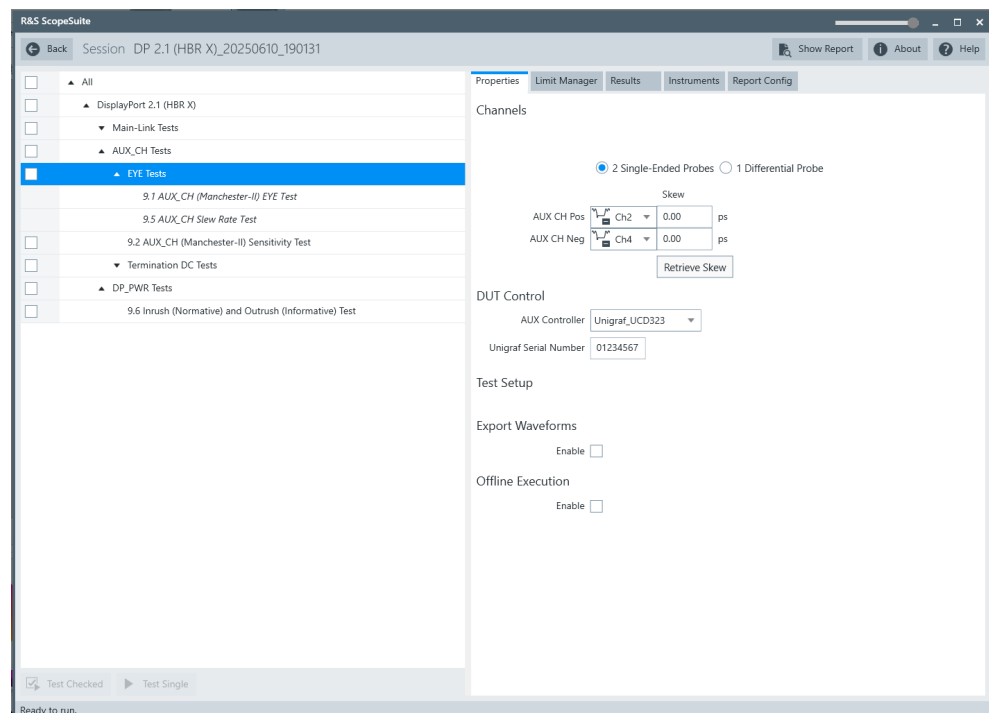 R&S ScopeSuite
Back Session DP 2.1 (HBR X)_20250610_190131 Show Report About Help
All
DisplayPort 2.1 (HBR X)
Main-Link Tests
AUX_CH Tests
EYE Tests
9.1 AUX_CH (Manchester-II) EYE Test
9.5 AUX_CH Slew Rate Test
9.2 AUX_CH (Manchester-II) Sensitivity Test
Termination DC Tests
DP_PWR Tests
9.6 Inrush (Normative) and Outrush (Informative) Test
Test Checked Test Single
Properties Limit Manager Results Instruments Report Config
Channels
2 Single-Ended Probes 1 Differential Probe
Skew
AUX CH Pos Ch2 0.00 ps
AUX CH Neg Ch4 0.00 ps
Retrieve Skew
DUT Control
AUX Controller Unigraf_UCD323
Unigraf Serial Number 01234567
Test Setup
Export Waveforms
Enable
Offline Execution
Enable
Ready to run.